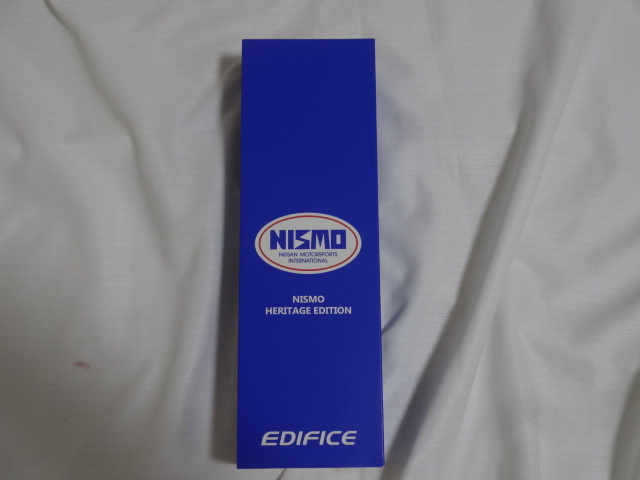 NISMO
NISSAN MOTORSPORTS
INTERNATIONAL
NISMO
HERITAGE EDITION
EDIFICE